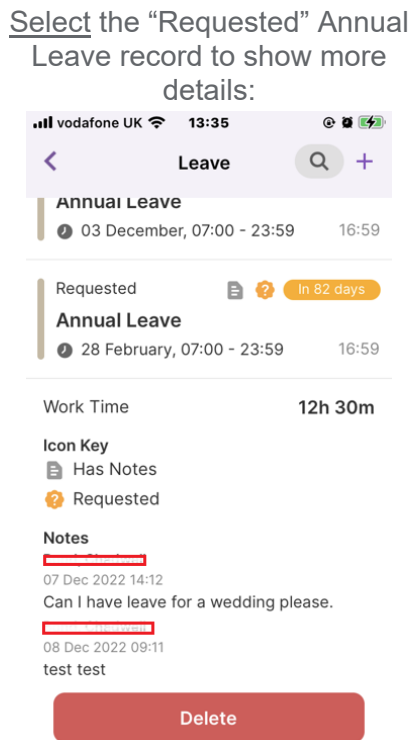 Select the “Requested” Annual
Leave record to show more
details:
vodafone UK 13:35
Leave
Annual Leave
03 December, 07:00 - 23:59 16:59
Requested In 82 days
Annual Leave
28 February, 07:00 - 23:59 16:59
Work Time 12h 30m
Icon Key
Has Notes
Requested
Notes
07 Dec 2022 14:12
Can I have leave for a wedding please.
08 Dec 2022 09:11
test test
Delete